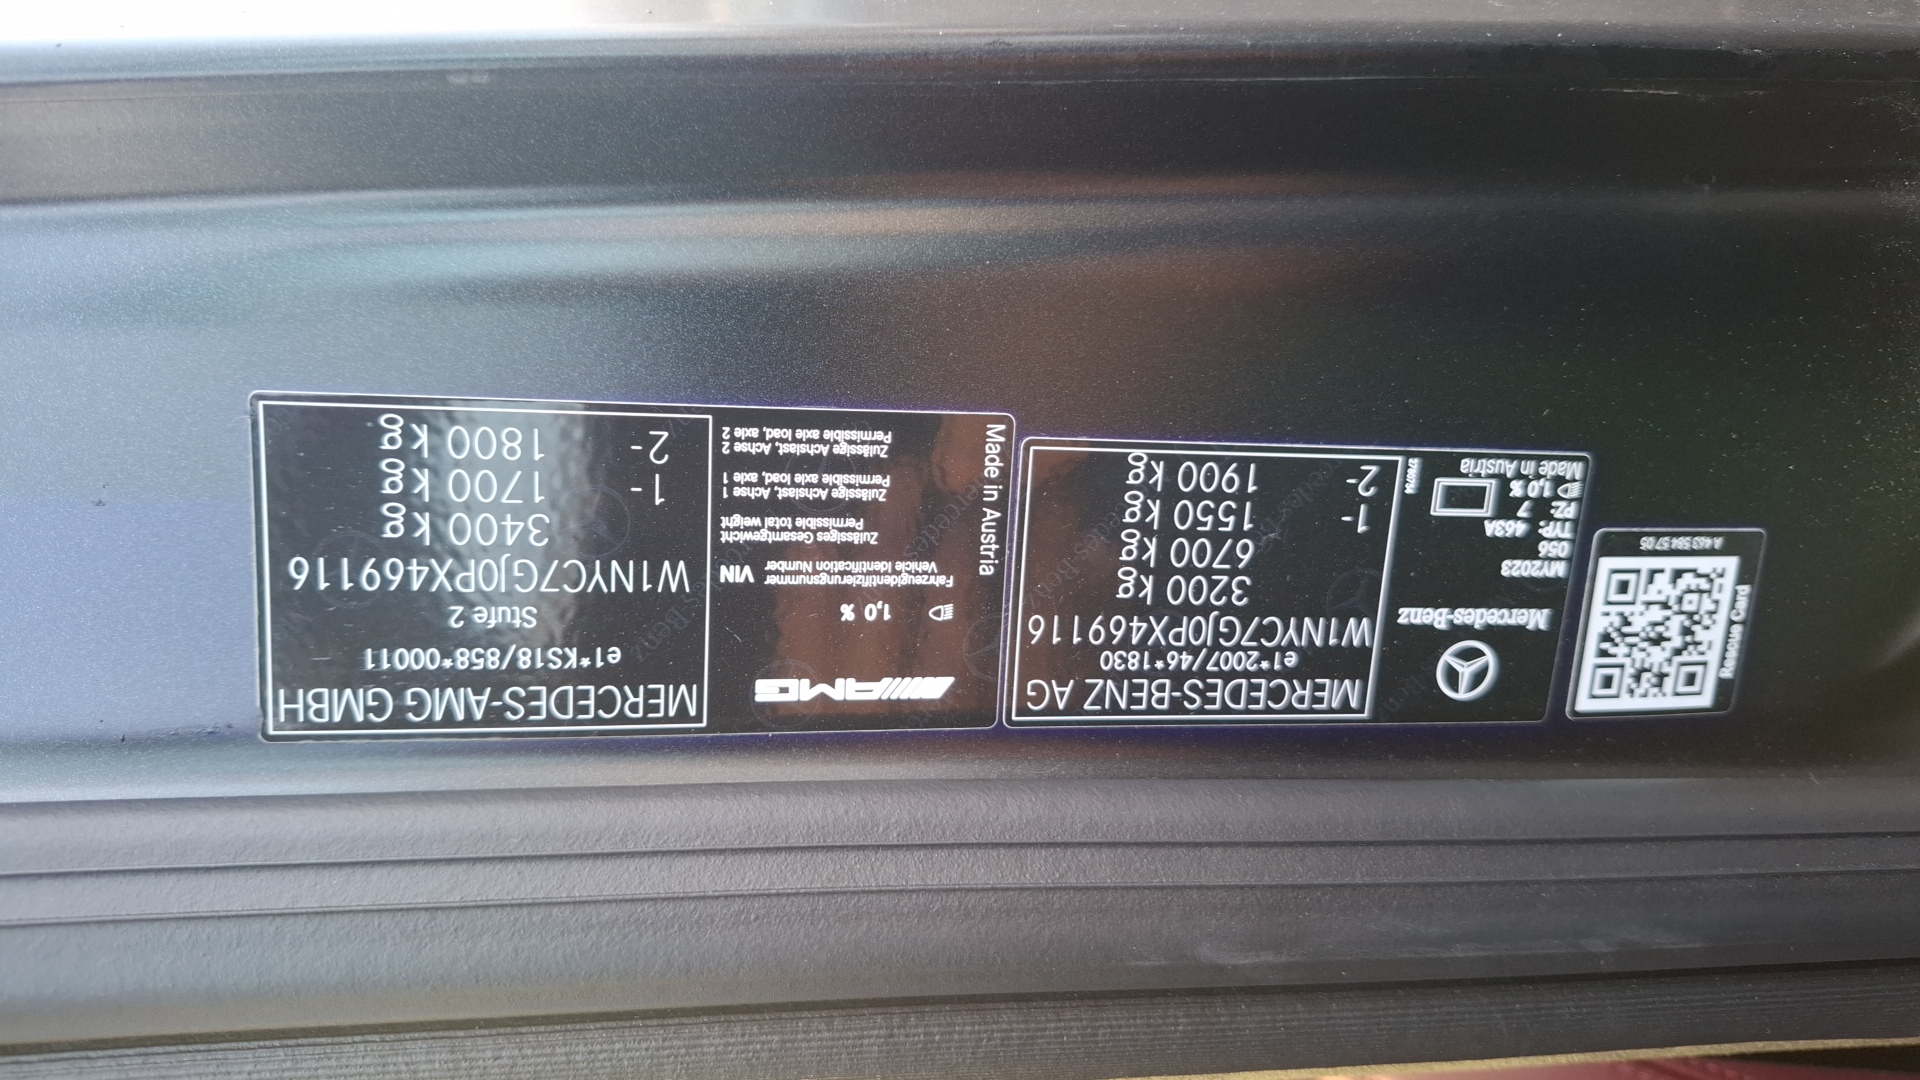 Rescue Card
A 463 584 57 05
Mercedes-Benz
MY2023
056
TYP: 463A
PZ: 7
1,0 %
Made in Austria
MERCEDES-BENZ AG
e1*2007/46*1830
W1NYC7GJ0PX469116
3200 kg
6700 kg
1- 1550 kg
2- 1900 kg
AMG
1,0 %
Fahrzeugidentifizierungsnummer
Vehicle Identification Number VIN
Zulässiges Gesamtgewicht
Permissible total weight
Zulässige Achslast, Achse 1
Permissible axle load, axle 1
Zulässige Achslast, Achse 2
Permissible axle load, axle 2
Made in Austria
MERCEDES-AMG GMBH
e1*KS18/858*00011
Stufe 2
W1NYC7GJ0PX469116
3400 kg
1- 1700 kg
2- 1800 kg